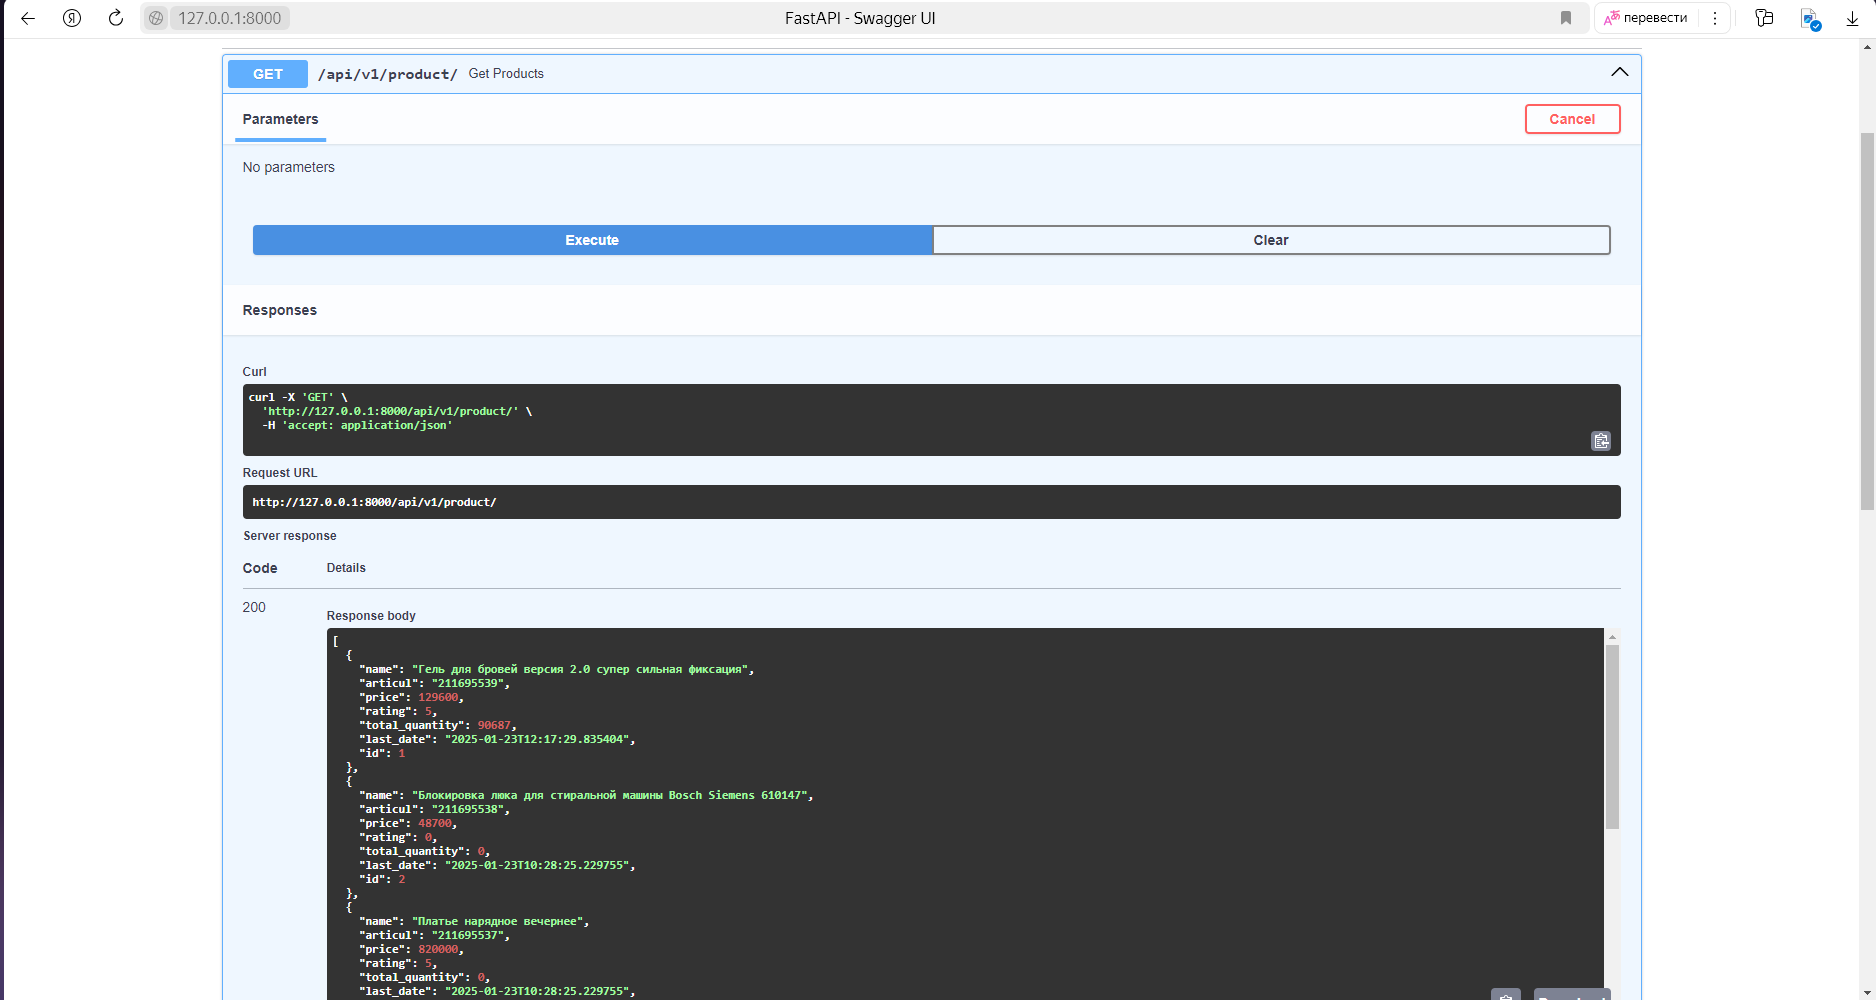 127.0.0.1:8000
FastAPI - Swagger UI
перевести
GET /api/v1/product/ Get Products
Parameters
Cancel
No parameters
Execute
Clear
Responses
Curl
curl -X 'GET' \
'http://127.0.0.1:8000/api/v1/product/' \
-H 'accept: application/json'
Request URL
http://127.0.0.1:8000/api/v1/product/
Server response
Code Details
200
Response body
[
{
"name": "Гель для бровей версия 2.0 супер сильная фиксация",
"articul": "211695539",
"price": 129600,
"rating": 5,
"total_quantity": 90687,
"last_date": "2025-01-23T12:17:29.835404",
"id": 1
},
{
"name": "Блокировка люка для стиральной машины Bosch Siemens 610147",
"articul": "211695538",
"price": 48700,
"rating": 0,
"total_quantity": 0,
"last_date": "2025-01-23T10:28:25.229755",
"id": 2
},
{
"name": "Платье нарядное вечернее",
"articul": "211695537",
"price": 820000,
"rating": 5,
"total_quantity": 0,
"last_date": "2025-01-23T10:28:25.229755",